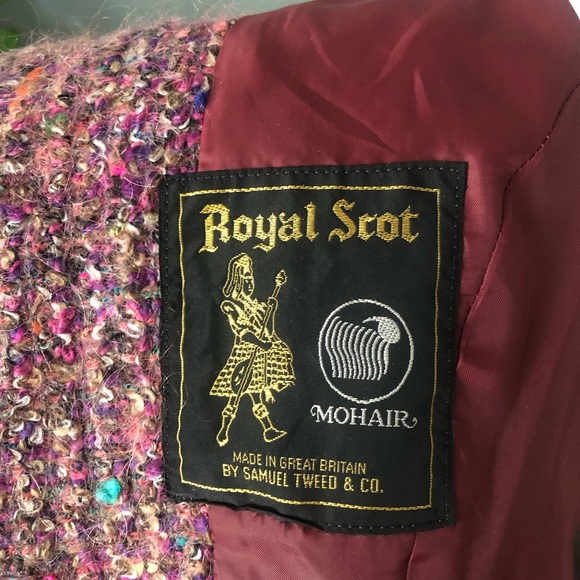 Royal Scot
MOHAIR
MADE IN GREAT BRITAIN
BY SAMUEL TWEED & CO.